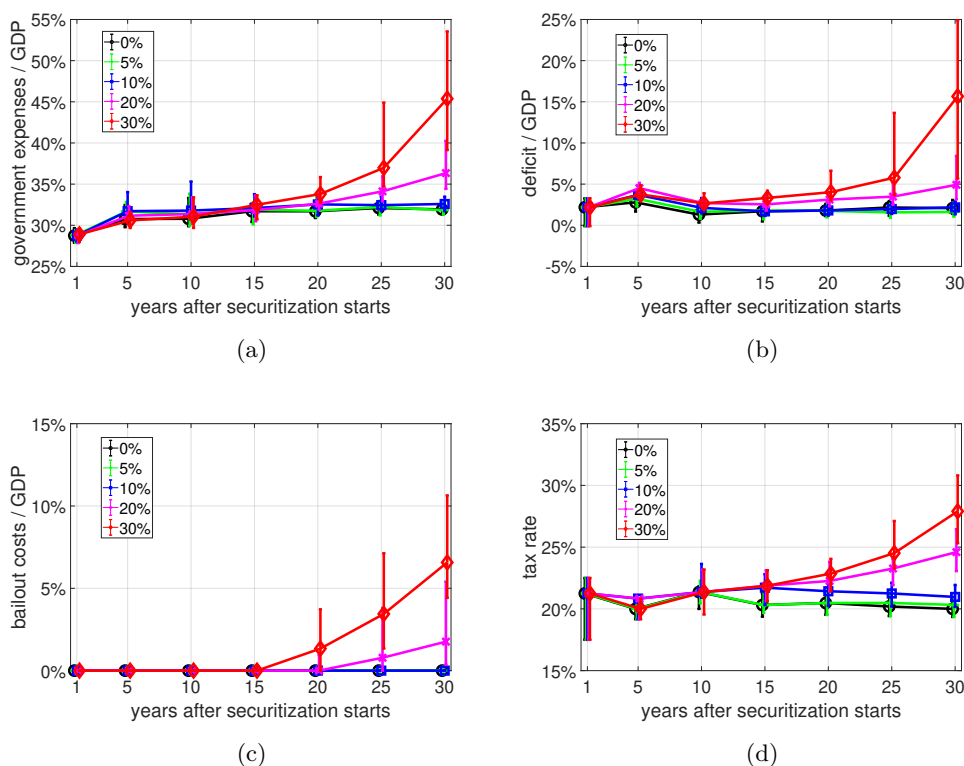 55%
50%
45%
40%
35%
30%
25%
government expenses / GDP
0%
5%
10%
20%
30%
1 5 10 15 20 25 30
years after securitization starts
(a)
25%
20%
15%
10%
5%
0%
-5%
deficit / GDP
0%
5%
10%
20%
30%
1 5 10 15 20 25 30
years after securitization starts
(b)
15%
10%
5%
0%
bailout costs / GDP
0%
5%
10%
20%
30%
1 5 10 15 20 25 30
years after securitization starts
(c)
35%
30%
25%
20%
15%
tax rate
0%
5%
10%
20%
30%
1 5 10 15 20 25 30
years after securitization starts
(d)